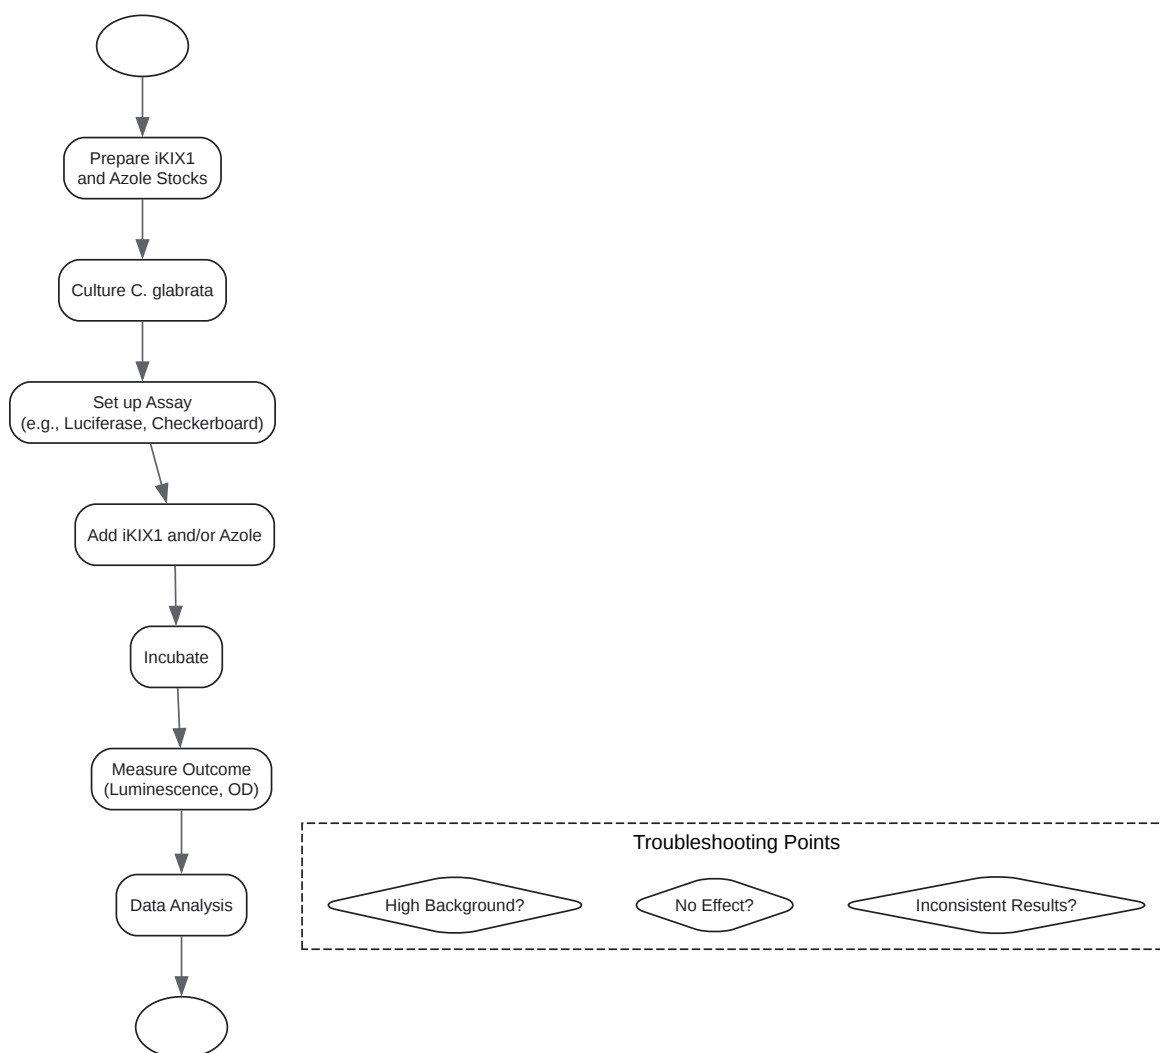 Prepare iKIX1
and Azole Stocks
Culture C. glabrata
Set up Assay
(e.g., Luciferase, Checkerboard)
Add iKIX1 and/or Azole
Incubate
Measure Outcome
(Luminescence, OD)
Troubleshooting Points
Data Analysis
High Background?
No Effect?
Inconsistent Results?